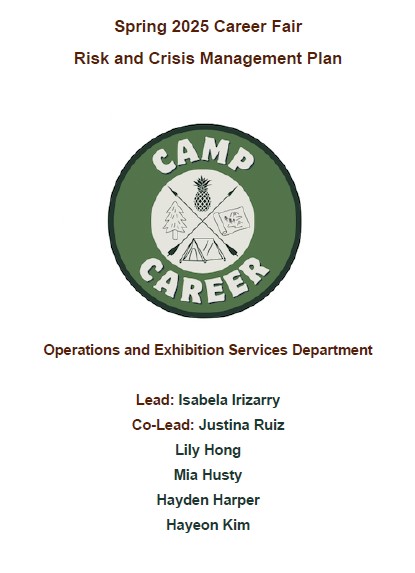 Spring 2025 Career Fair
Risk and Crisis Management Plan
CAMP
CAREER
Operations and Exhibition Services Department
Lead: Isabela Irizarry
Co-Lead: Justina Ruiz
Lily Hong
Mia Husty
Hayden Harper
Hayeon Kim